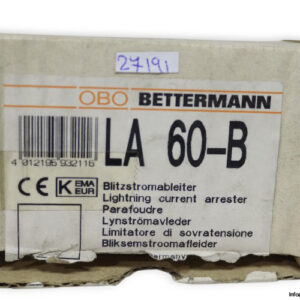 27191
OBO BETTERMANN
4 012195 932116
LA 60-B
CE K EMA EUR
Blitzstromableiter
Lightning current arrester
Parafoudre
Lynströmavleder
Limitatore di sovratensione
Bliksemstroomafleider